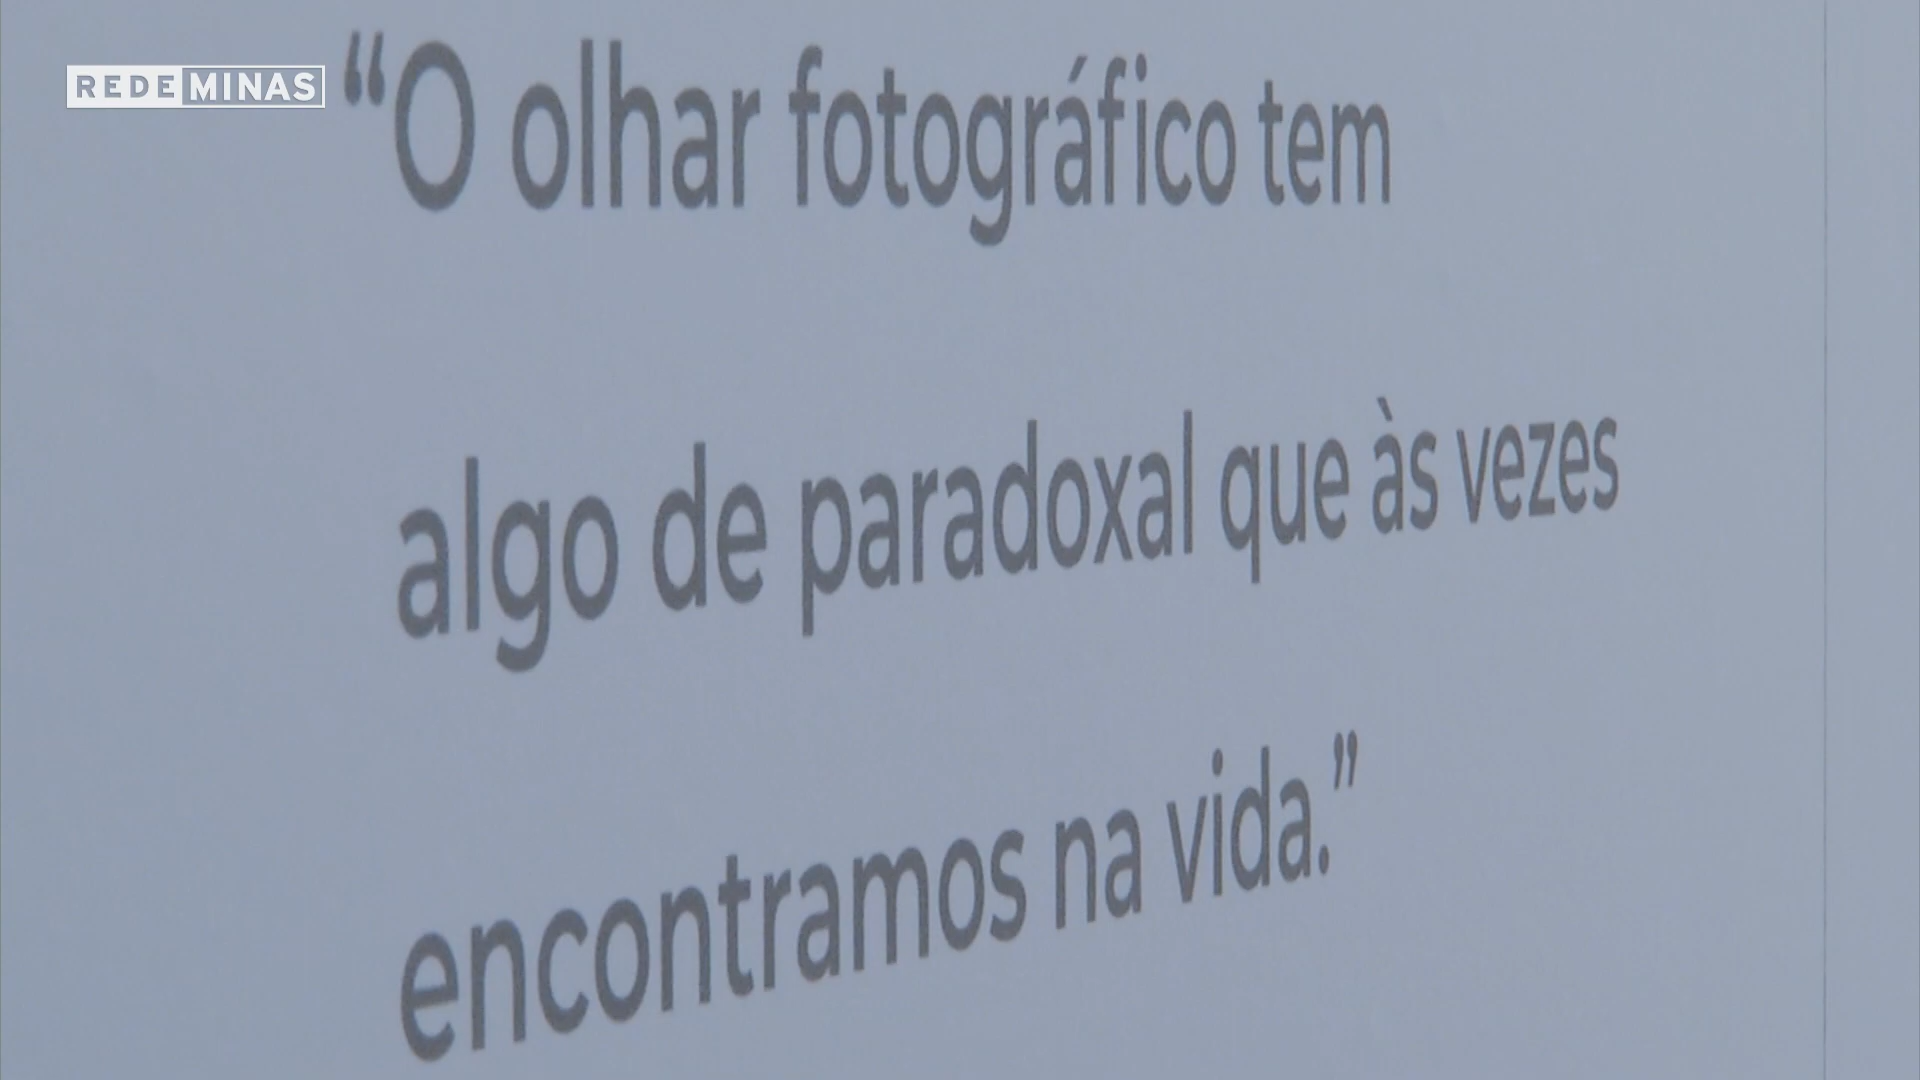 REDE MINAS
“O olhar fotográfico tem
algo de paradoxal que às vezes
encontramos na vida.”